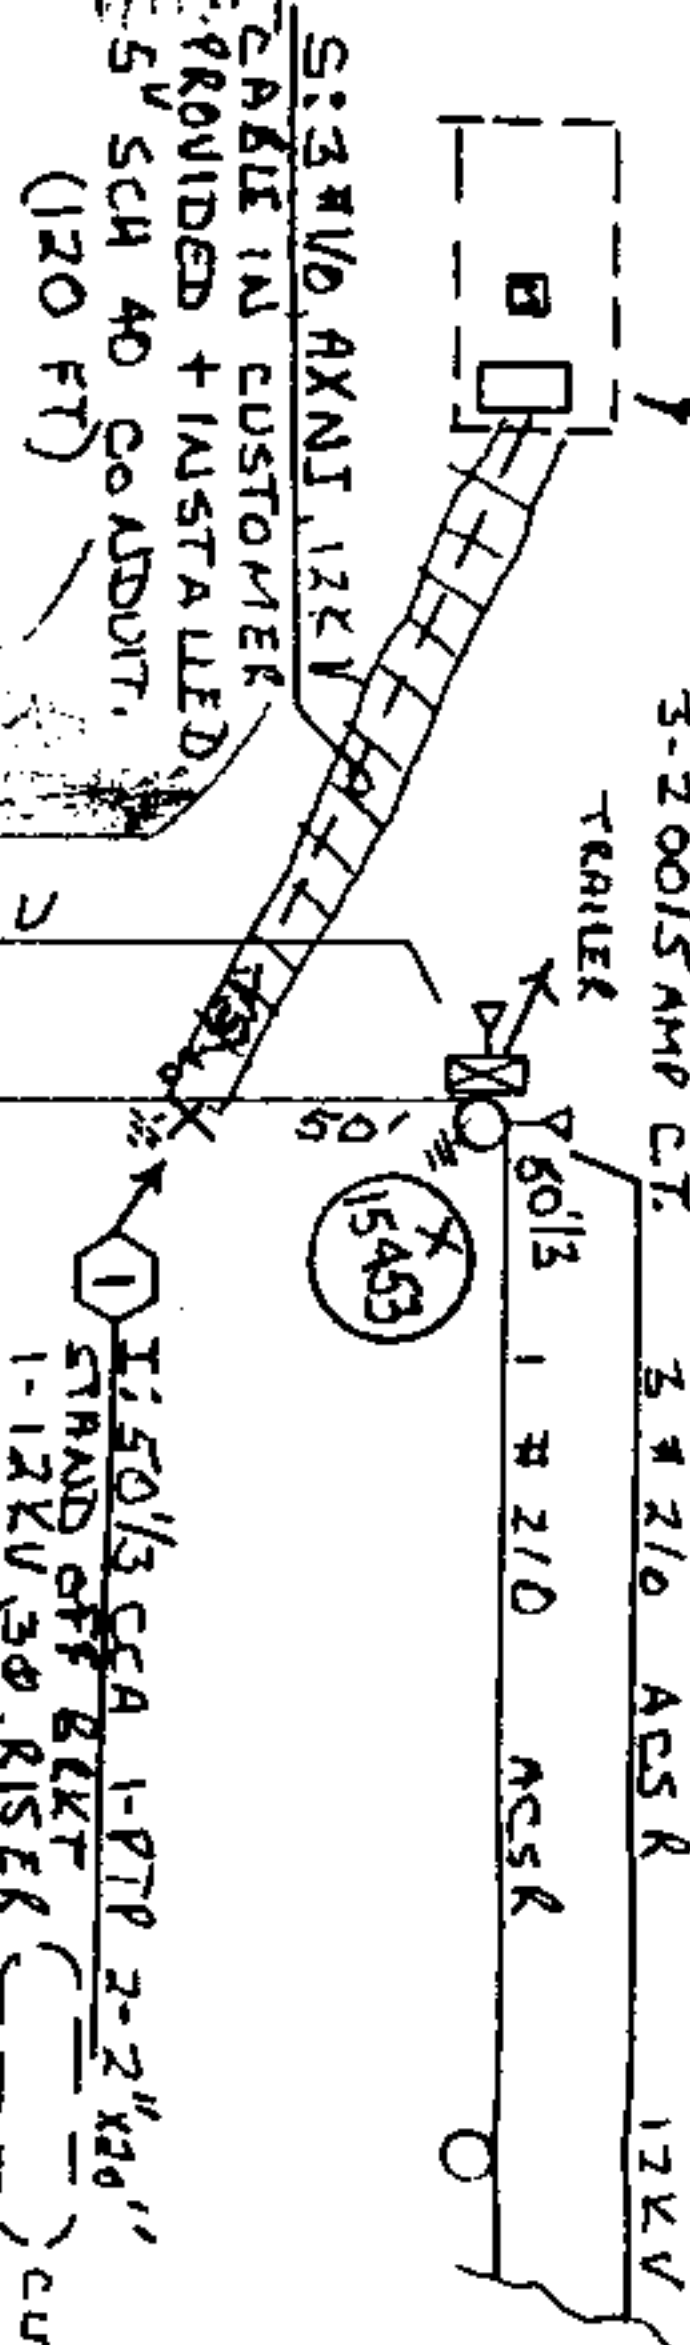 3-200/5 AMP C.T.
TRAILER
3 # 2/0 ACSR 12KV
50'/3
1 # 2/0 ACSR
S: 3 #1/0 AXNJ 12KV
CABLE IN CUSTOMER
PROVIDED + INSTALLED
5" SCH 40 CONDUIT.
(120 FT)
50'
X
15453
1
I: 50'/3 CCA 1-PTP 2-2"x20"
STAND OFF BCKT
1-12KV 3Ø RISER